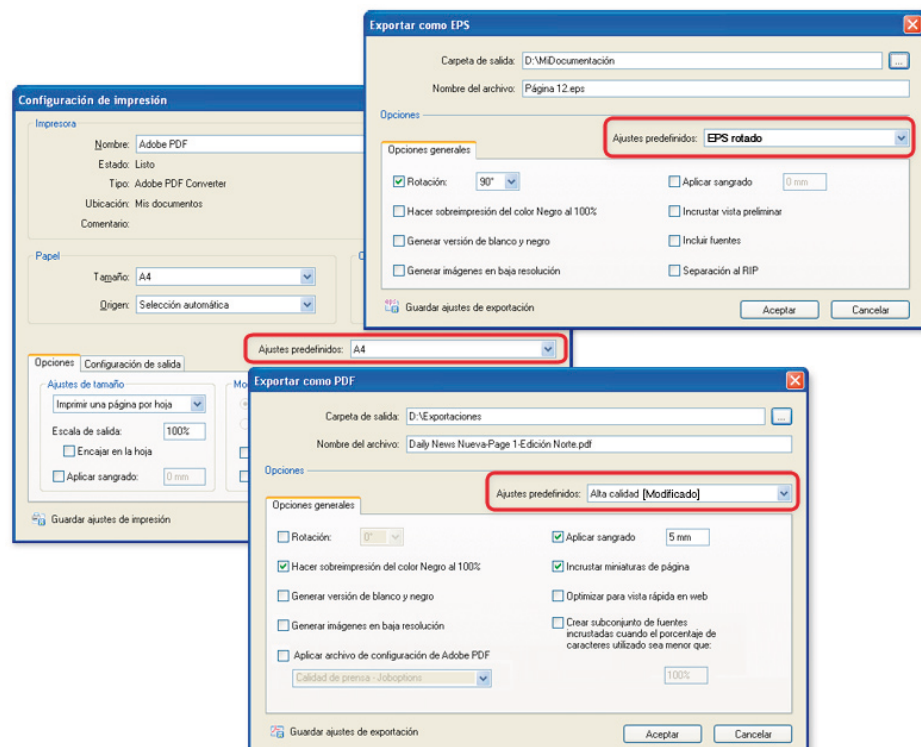 Exportar como EPS
Carpeta de salida: D:\MiDocumentación ...
Nombre del archivo: Página 12.eps
Opciones
Ajustes predefinidos: EPS rotado
Opciones generales
Rotación: 90° Aplicar sangrado 0 mm
Hacer sobreimpresión del color Negro al 100% Incrustar vista preliminar
Generar versión de blanco y negro Incluir fuentes
Generar imágenes en baja resolución Separación al RIP
Guardar ajustes de exportación Aceptar Cancelar
Configuración de impresión
Impresora
Nombre: Adobe PDF
Estado: Listo
Tipo: Adobe PDF Converter
Ubicación: Mis documentos
Comentario:
Papel
Tamaño: A4
Origen: Selección automática
Ajustes predefinidos: A4
Opciones Configuración de salida
Ajustes de tamaño
Imprimir una página por hoja
Escala de salida: 100%
Encajar en la hoja
Aplicar sangrado: 0 mm
Guardar ajustes de impresión
Exportar como PDF
Carpeta de salida: D:\Exportaciones ...
Nombre del archivo: Daily News Nueva-Page 1-Edición Norte.pdf
Opciones
Ajustes predefinidos: Alta calidad [Modificado]
Opciones generales
Rotación: 0° Aplicar sangrado 5 mm
Hacer sobreimpresión del color Negro al 100% Incrustar miniaturas de página
Generar versión de blanco y negro Optimizar para vista rápida en web
Generar imágenes en baja resolución Crear subconjunto de fuentes
incrustadas cuando el porcentaje de
caracteres utilizado sea menor que:
Aplicar archivo de configuración de Adobe PDF
Calidad de prensa - Joboptions 100%
Guardar ajustes de exportación Aceptar Cancelar